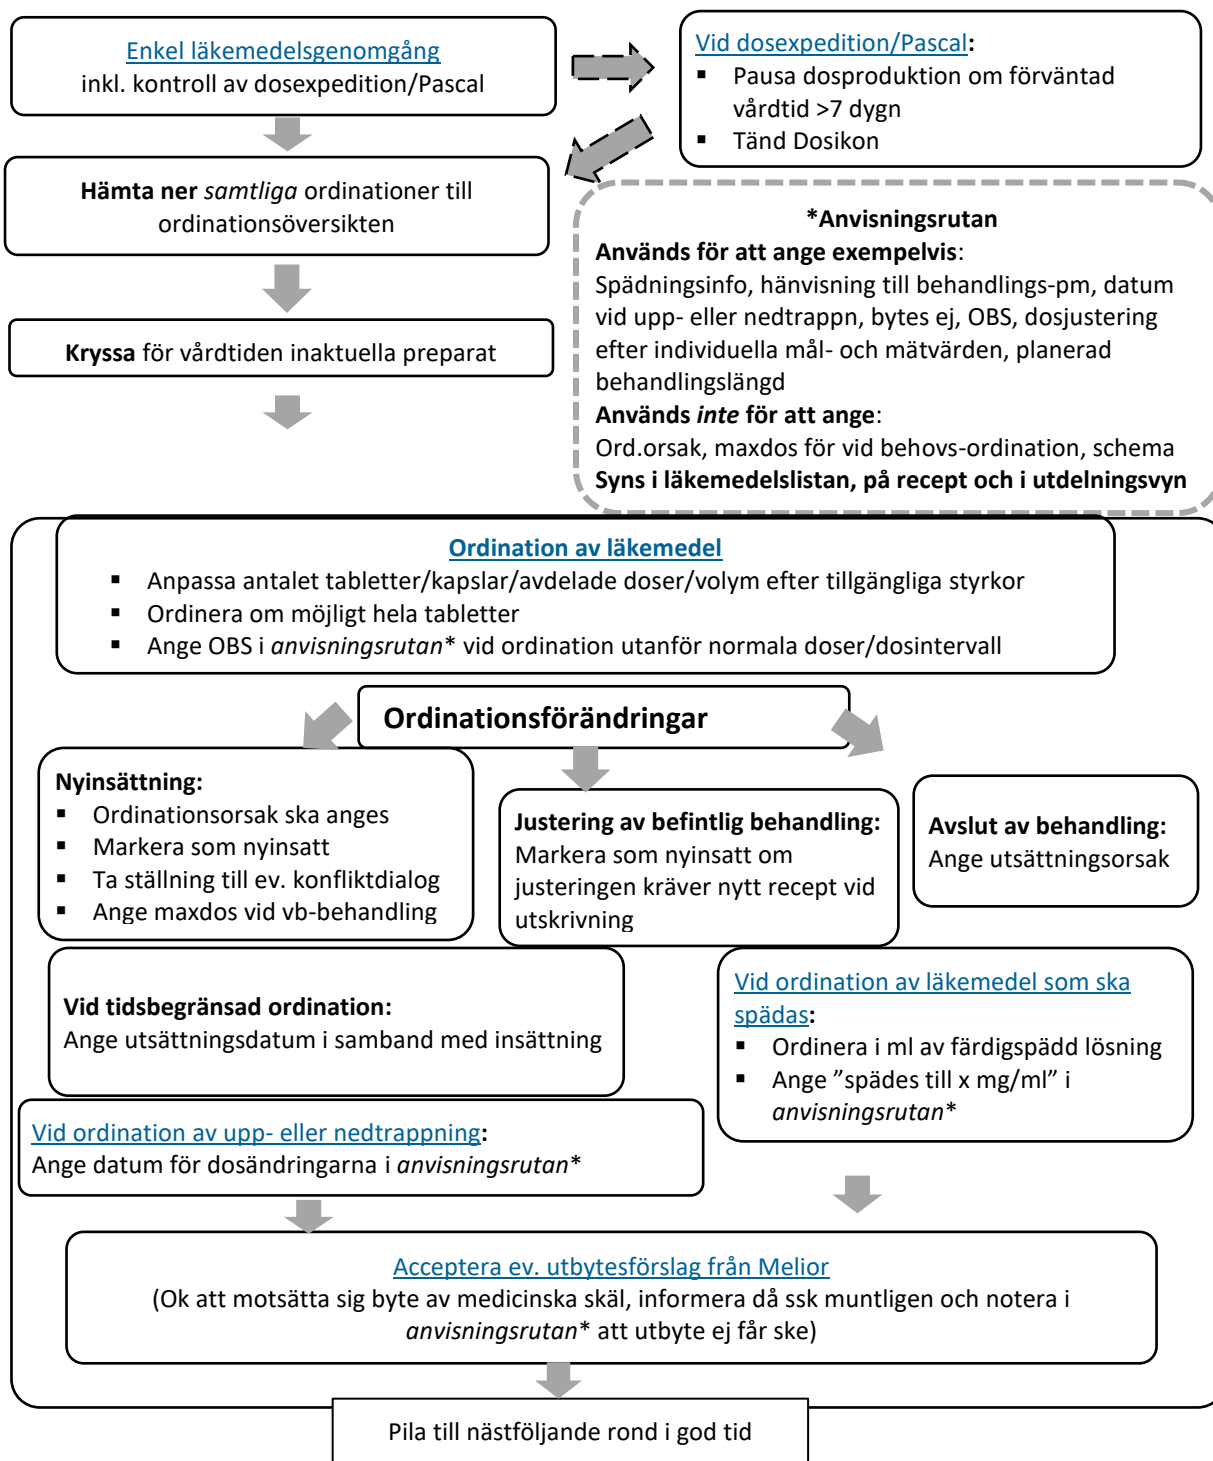 Enkel läkemedelsgenomgång
inkl. kontroll av dosexpedition/Pascal
Vid dosexpedition/Pascal:
▪ Pausa dosproduktion om förväntad
vårdtid >7 dygn
▪ Tänd Dosikon
Hämta ner samtliga ordinationer till
ordinationsöversikten
Kryssa för vårdtiden inaktuella preparat
*Anvisningsrutan
Används för att ange exempelvis:
Spädningsinfo, hänvisning till behandlings-pm, datum
vid upp- eller nedtrappn, bytes ej, OBS, dosjustering
efter individuella mål- och mätvärden, planerad
behandlingslängd
Används inte för att ange:
Ord.orsak, maxdos för vid behovs-ordination, schema
Syns i läkemedelslistan, på recept och i utdelningsvyn
Ordination av läkemedel
▪ Anpassa antalet tabletter/kapslar/avdelade doser/volym efter tillgängliga styrkor
▪ Ordinera om möjligt hela tabletter
▪ Ange OBS i anvisningsrutan* vid ordination utanför normala doser/dosintervall
Ordinationsförändringar
Nyinsättning:
▪ Ordinationsorsak ska anges
▪ Markera som nyinsatt
▪ Ta ställning till ev. konfliktdialog
▪ Ange maxdos vid vb-behandling
Justering av befintlig behandling:
Markera som nyinsatt om
justeringen kräver nytt recept vid
utskrivning
Avslut av behandling:
Ange utsättningsorsak
Vid tidsbegränsad ordination:
Ange utsättningsdatum i samband med insättning
Vid ordination av läkemedel som ska
spädas:
▪ Ordinera i ml av färdigspädd lösning
▪ Ange ”spädes till x mg/ml” i
anvisningsrutan*
Vid ordination av upp- eller nedtrappning:
Ange datum för dosändringarna i anvisningsrutan*
Acceptera ev. utbytesförslag från Melior
(Ok att motsätta sig byte av medicinska skäl, informera då ssk muntligen och notera i
anvisningsrutan* att utbyte ej får ske)
Pila till nästföljande rond i god tid